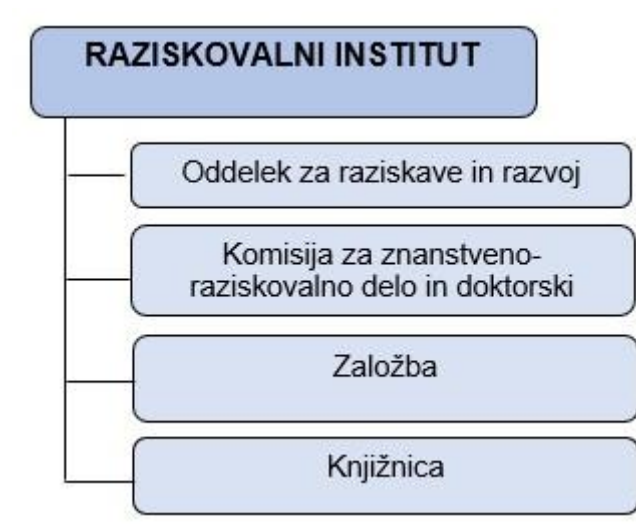 RAZISKOVALNI INSTITUT
Oddelek za raziskave in razvoj
Komisija za znanstveno-
raziskovalno delo in doktorski
Založba
Knjižnica